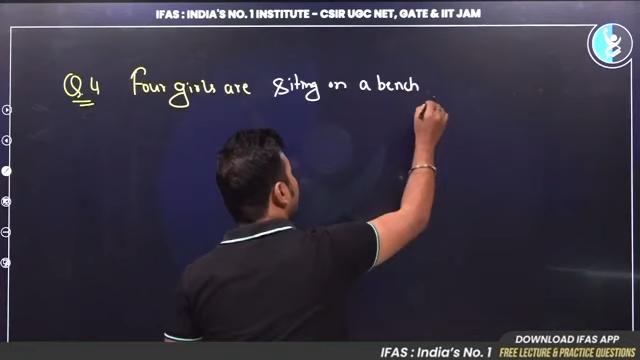 IFAS : INDIA'S NO. 1 INSTITUTE - CSIR UGC NET, GATE & IIT JAM
Q 4 Four girls are Siting on a bench
DOWNLOAD IFAS APP
IFAS : India's No. 1 FREE LECTURE & PRACTICE QUESTIONS